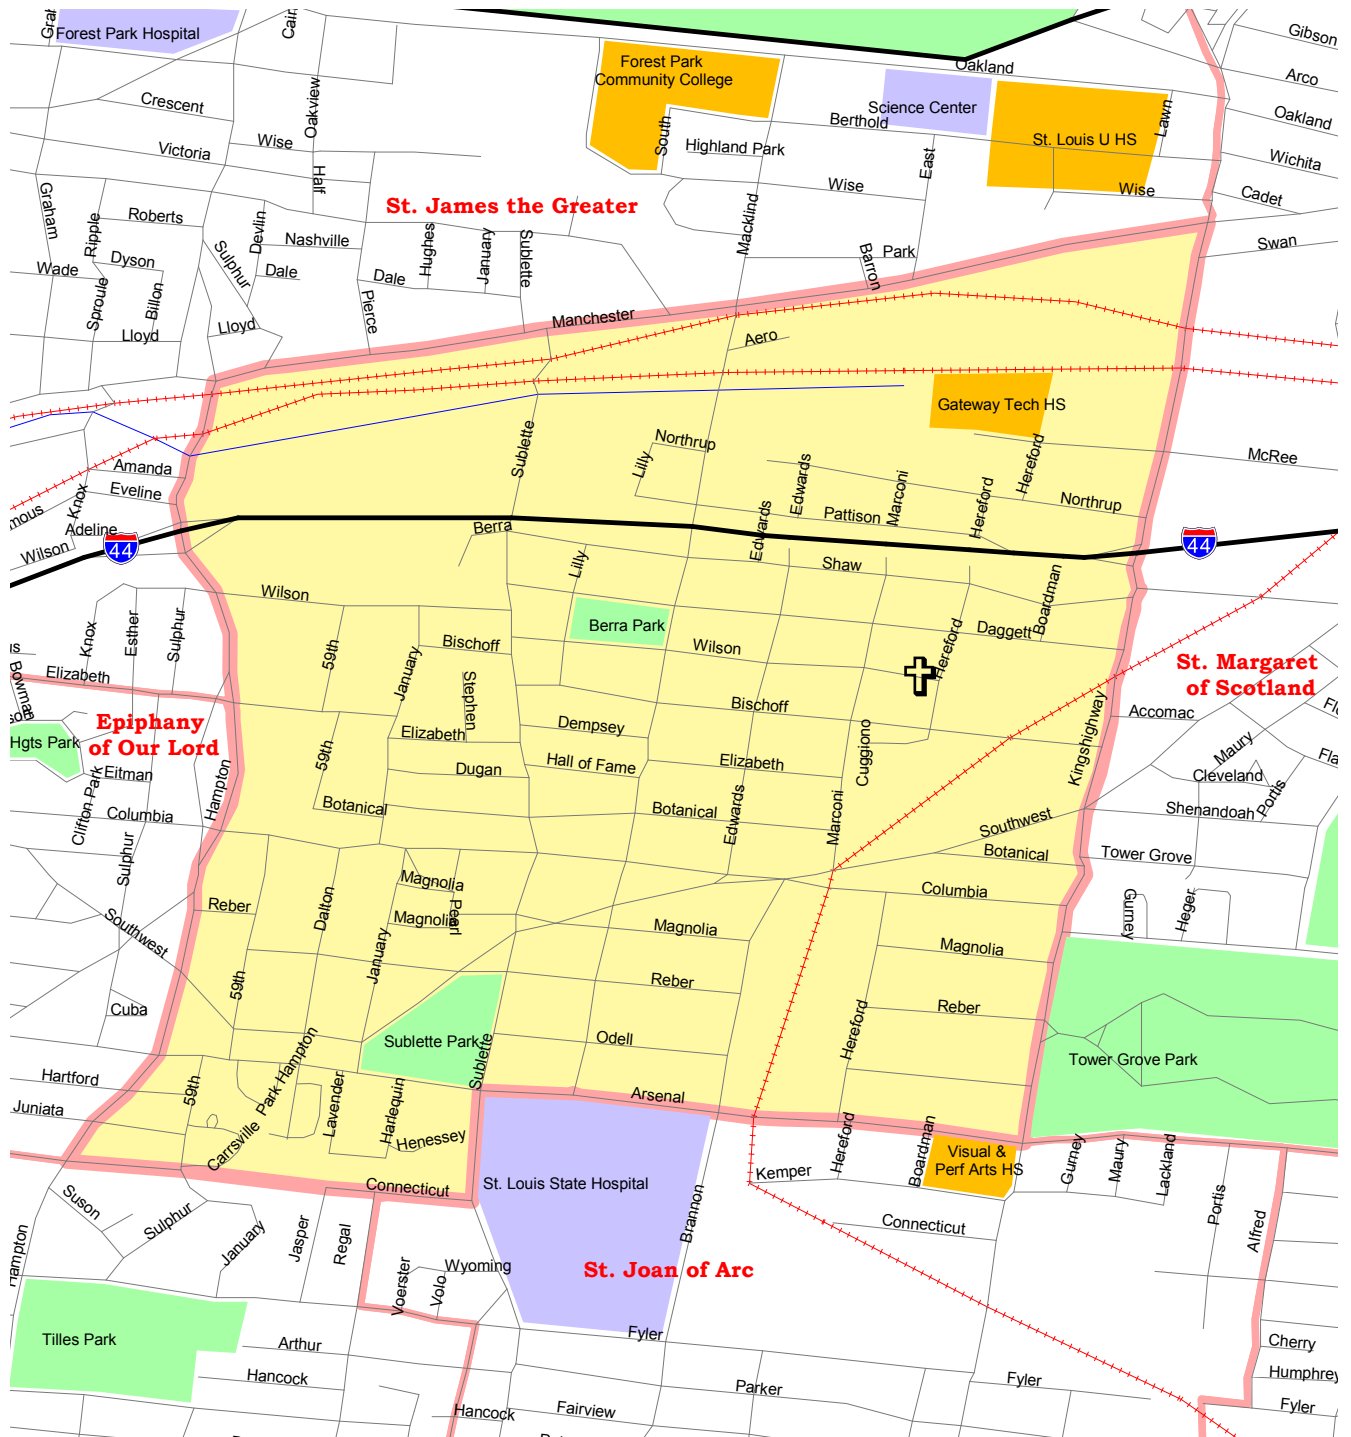 Forest Park Hospital
Crescent
Victoria
Wise
Oakview
Half
Forest Park
Community College
South
Highland Park
Science Center
Oakland
Berthold
St. Louis U HS
Lawn
East
Wise
Wise
Gibson
Arco
Oakland
Wichita
Cadet
Swan
St. James the Greater
Graham
Ripple
Roberts
Dyson
Wade
Sproule
Billon
Lloyd
Sulphur
Devlin
Nashville
Dale
Lloyd
Dale
Pierce
Hughes
January
Sublette
Macklind
Barron
Park
Manchester
Aero
Gateway Tech HS
McRee
Amanda
Eveline
Knox
Adeline
Wilson
44
Sublette
Northrup
Lilly
Edwards
Marconi
Hereford
Hereford
Northrup
Pattison
Edwards
44
Berra
Lilly
Shaw
Boardman
Wilson
Berra Park
Daggett
Knox
Esther
Sulphur
59th
January
Bischoff
Wilson
Hereford
Elizabeth
Bowman
Stephen
Bischoff
St. Margaret
of Scotland
Epiphany
of Our Lord
Hgts Park
Eitman
Clifton Park
Columbia
Hampton
59th
Elizabeth
Dempsey
Dugan
Hall of Fame
Elizabeth
Cuggiono
Kingshighway
Accomac
Maury
Cleveland
Portis
Shenandoah
Botanical
Botanical
Edwards
Marconi
Southwest
Botanical
Tower Grove
Sulphur
Magnolia
Magnolia
Pearl
Columbia
Gurney
Heger
Reber
Dalton
Southwest
January
Magnolia
Magnolia
59th
Reber
Reber
Cuba
Sublette Park
Sublette
Odell
Hereford
Tower Grove Park
Hartford
Juniata
59th
Park Hampton
Carrsville
Lavender
Harlequin
Henessey
Arsenal
Hereford
Boardman
Visual &
Perf Arts HS
Gurney
Maury
Lackland
Kemper
Connecticut
St. Louis State Hospital
Suson
Sulphur
January
Jasper
Regal
Brannon
Connecticut
Portis
Alfred
Hampton
Voerster
Volo
Wyoming
St. Joan of Arc
Tilles Park
Arthur
Hancock
Fyler
Parker
Fyler
Cherry
Humphrey
Fyler
Hancock
Fairview